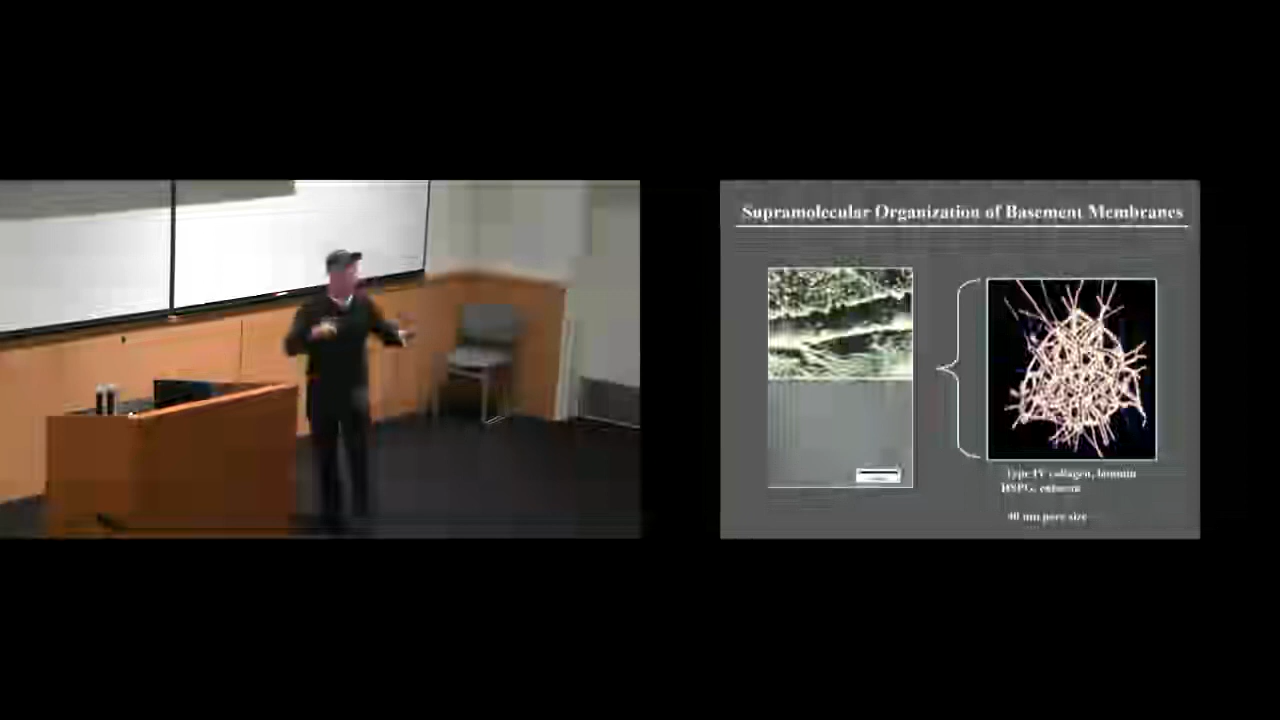 Supramolecular Organization of Basement Membranes
Type IV collagen, laminin
HSPG, entactin
40 nm pore size